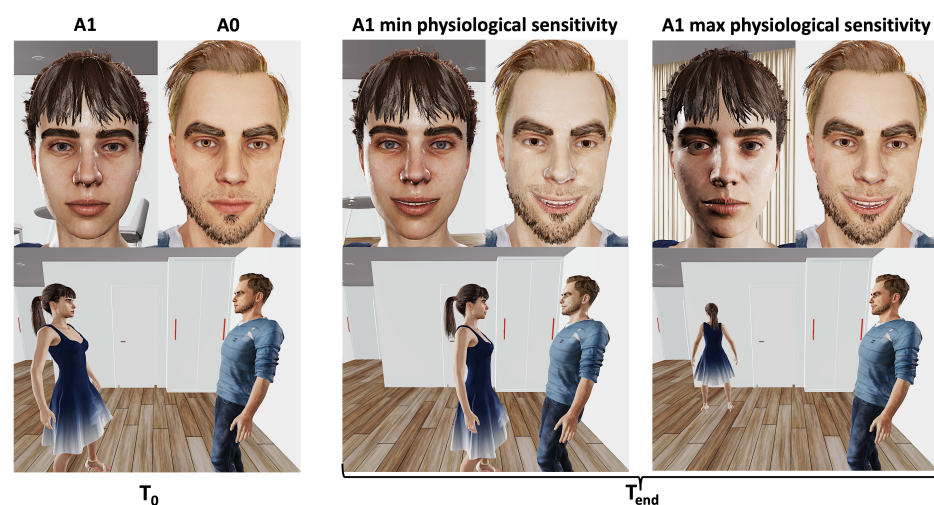 A1
A0
A1 min physiological sensitivity
A1 max physiological sensitivity
T0
Tend